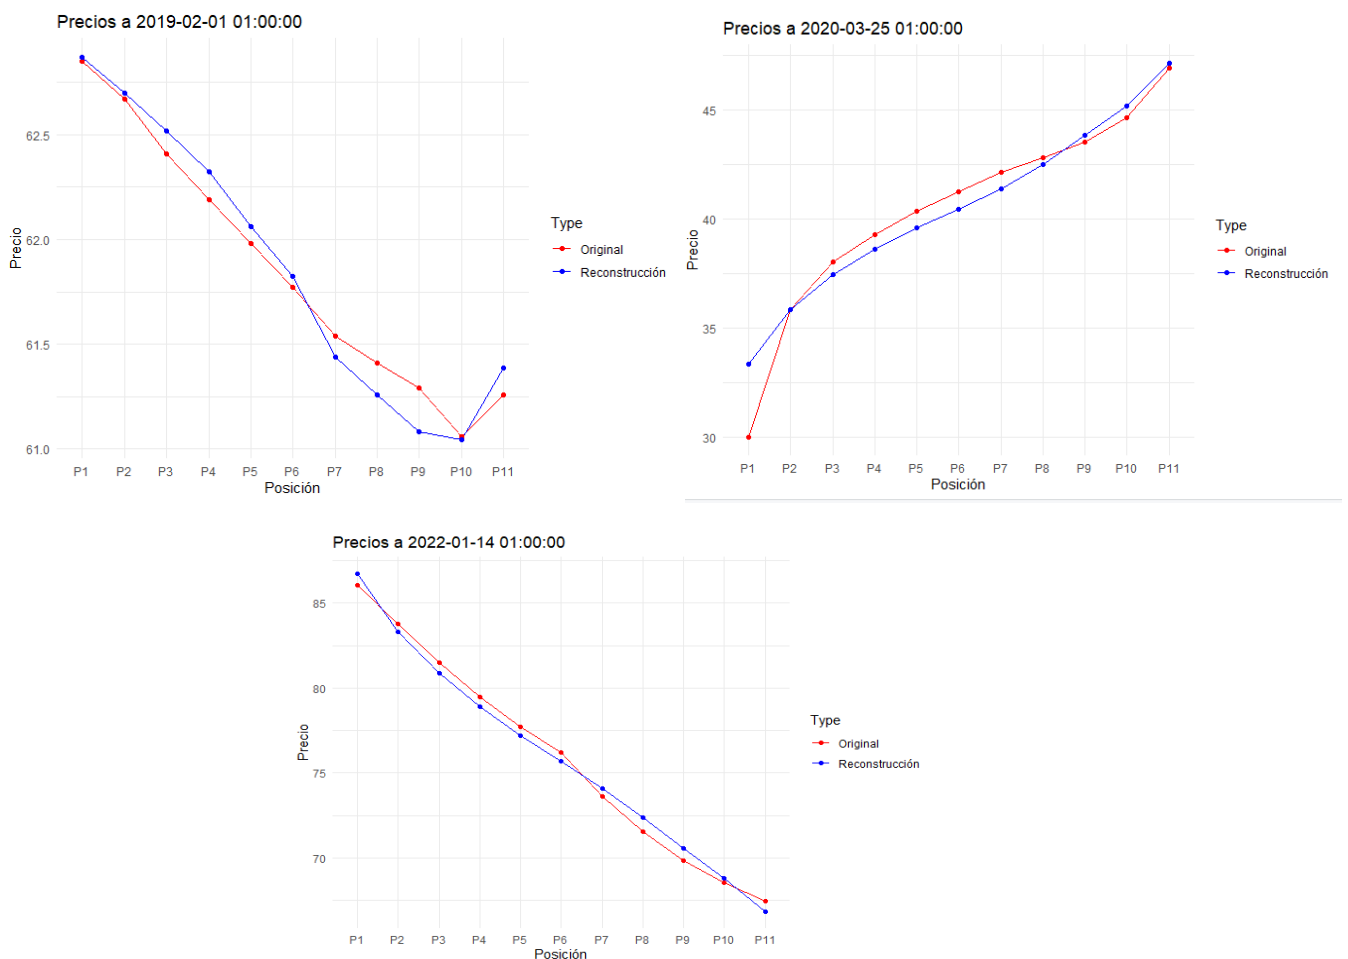 Precios a 2019-02-01 01:00:00
Precio
62.5
62.0
61.5
61.0
P1 P2 P3 P4 P5 P6 P7 P8 P9 P10 P11
Posición
Type
Original
Reconstrucción
Precios a 2020-03-25 01:00:00
Precio
45
40
35
30
P1 P2 P3 P4 P5 P6 P7 P8 P9 P10 P11
Posición
Type
Original
Reconstrucción
Precios a 2022-01-14 01:00:00
Precio
85
80
75
70
P1 P2 P3 P4 P5 P6 P7 P8 P9 P10 P11
Posición
Type
Original
Reconstrucción